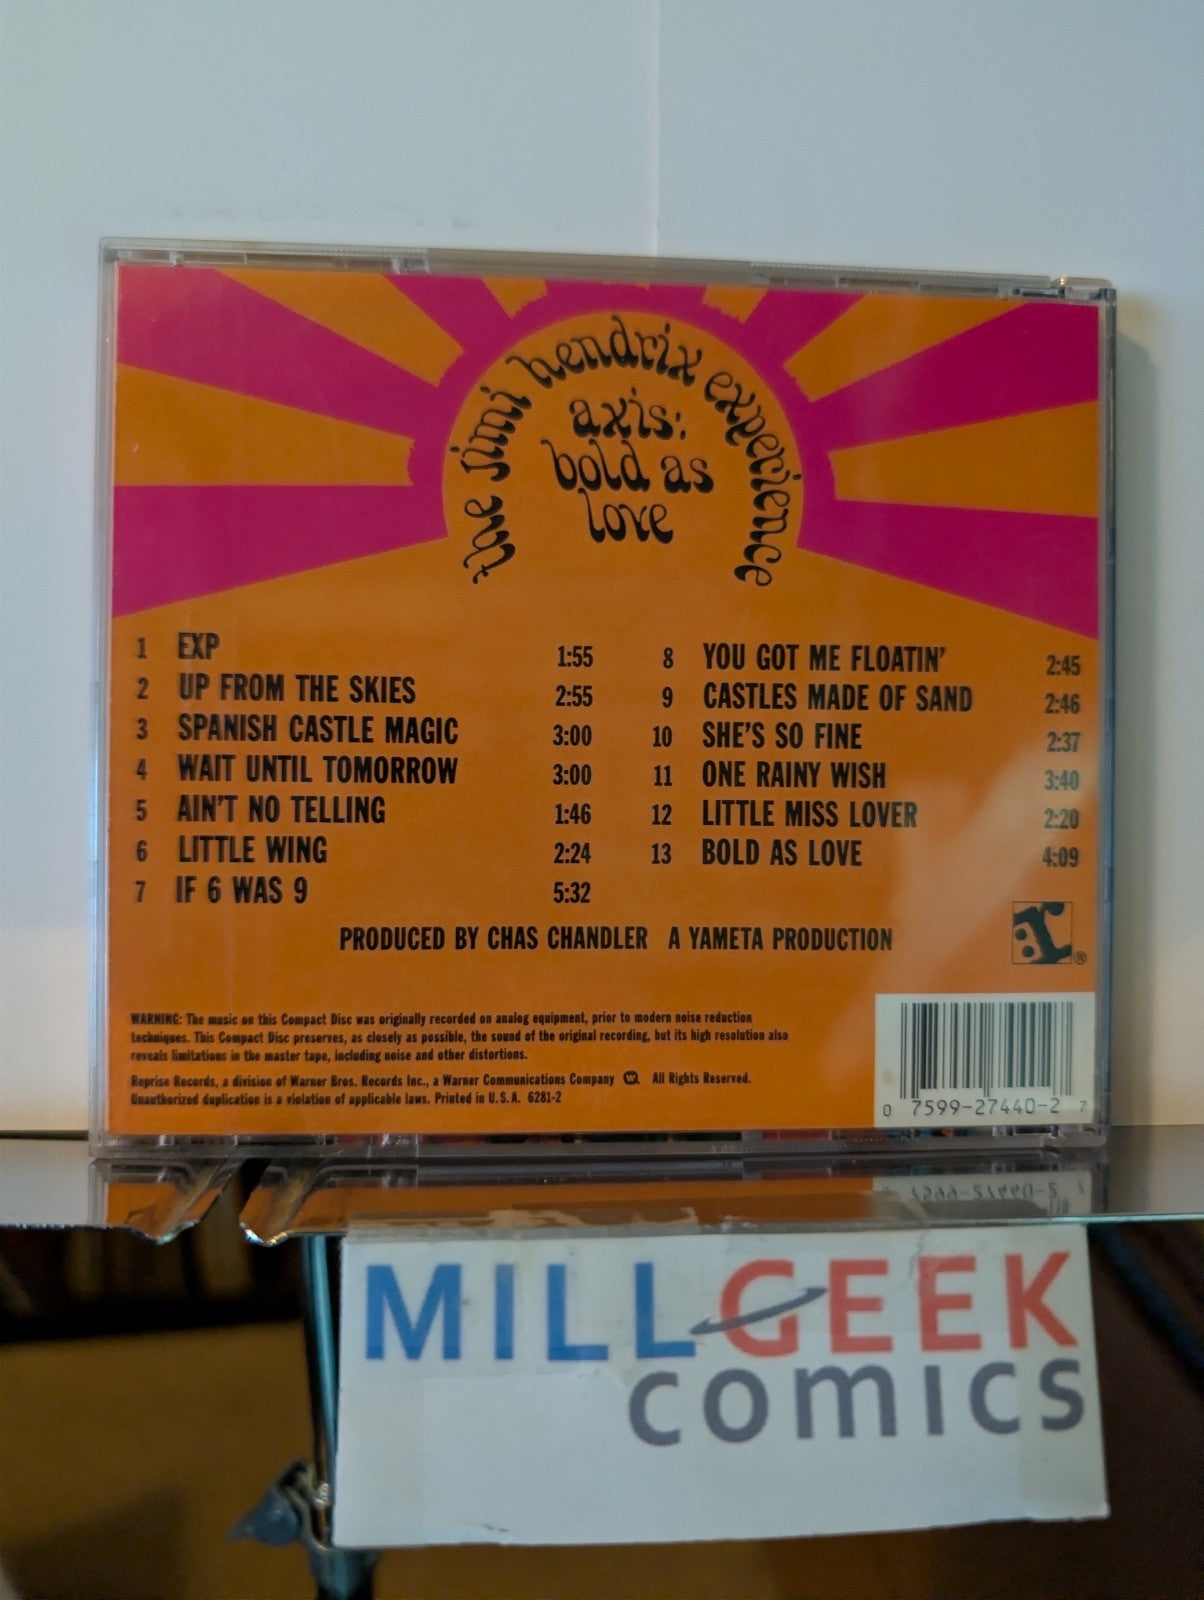 the jimi hendrix experience
axis:
bold as
love
1 EXP 1:55
2 UP FROM THE SKIES 2:55
3 SPANISH CASTLE MAGIC 3:00
4 WAIT UNTIL TOMORROW 3:00
5 AIN'T NO TELLING 1:46
6 LITTLE WING 2:24
7 IF 6 WAS 9 5:32
8 YOU GOT ME FLOATIN' 2:45
9 CASTLES MADE OF SAND 2:46
10 SHE'S SO FINE 2:37
11 ONE RAINY WISH 3:40
12 LITTLE MISS LOVER 2:20
13 BOLD AS LOVE 4:09
PRODUCED BY CHAS CHANDLER A YAMETA PRODUCTION
r:®
WARNING: The music on this Compact Disc was originally recorded on analog equipment, prior to modern noise reduction
techniques. This Compact Disc preserves, as closely as possible, the sound of the original recording, but its high resolution also
reveals limitations in the master tape, including noise and other distortions.
Reprise Records, a division of Warner Bros. Records Inc., a Warner Communications Company All Rights Reserved.
Unauthorized duplication is a violation of applicable laws. Printed in U.S.A. 6281-2
0 7599-27440-2 7
MILLGEEK
comics